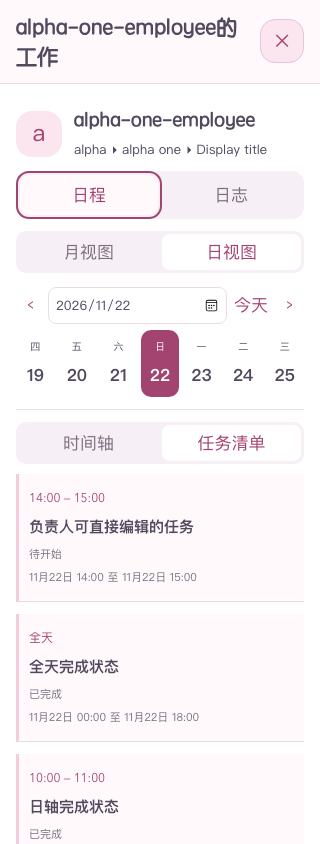 alpha-one-employee的
工作
×
a
alpha-one-employee
alpha ▸ alpha one ▸ Display title
日程 日志
月视图 日视图
< 2026/11/22 今天 >
四 五 六 日 一 二 三
19 20 21 22 23 24 25
时间轴 任务清单
14:00 – 15:00
负责人可直接编辑的任务
待开始
11月22日 14:00 至 11月22日 15:00
全天
全天完成状态
已完成
11月22日 00:00 至 11月22日 18:00
10:00 – 11:00
日轴完成状态
已完成